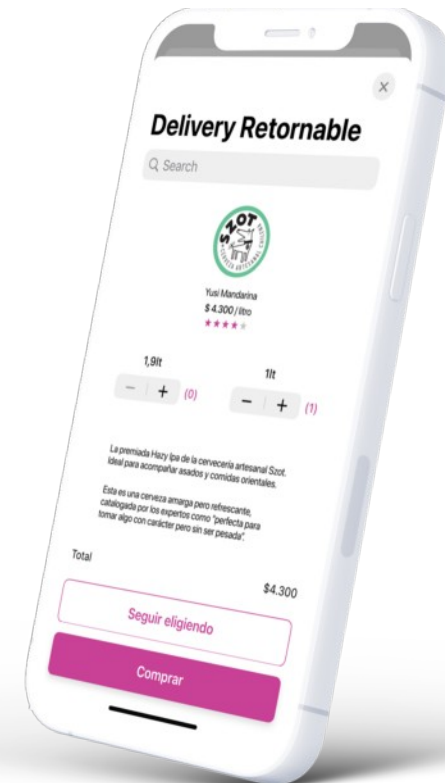 Delivery Retornable
Search
SZOT
CERVEZA ARTESANAL CHILENA
Yusi Mandarina
$ 4.300 / litro
1,9lt
1lt
− + (0)
− + (1)
La premiada Hazy Ipa de la cervecería artesanal Szot.
Ideal para acompañar asados y comidas orientales.
Esta es una cerveza amarga pero refrescante,
catalogada por los expertos como "perfecta para
tomar algo con carácter pero sin ser pesada".
Total
$4.300
Seguir eligiendo
Comprar